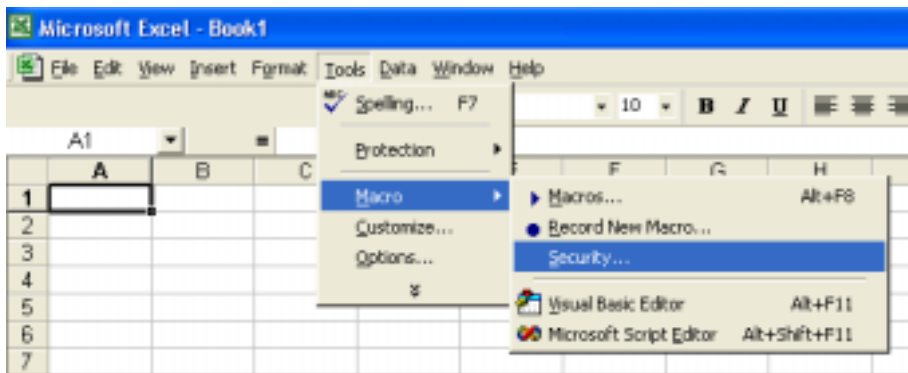 Microsoft Excel - Book1
File Edit View Insert Format Tools Data Window Help
ABC Spelling... F7
10 B I U
A1 =
Protection
A B C F G H
1
Macro
Macros... Alt+F8
2
Customize...
Record New Macro...
3
Options...
Security...
4
5
Visual Basic Editor Alt+F11
6
Microsoft Script Editor Alt+Shift+F11
7